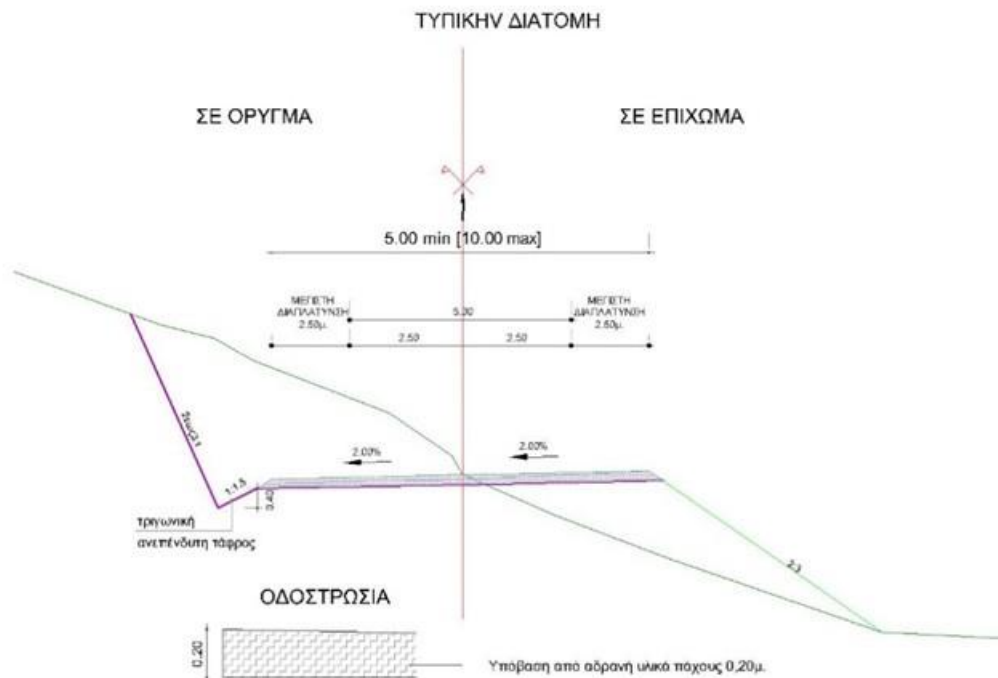 ΤΥΠΙΚΗV ΔΙΑΤΟΜΗ
ΣΕ ΟΡΥΓΜΑ
ΣΕ ΕΠΙΧΩΜΑ
5.00 min [10.00 max]
ΜΕΓΙΣΤΗ
ΔΙΑΠΛΑΤΥΝΣΗ
2.50μ.
5.00
ΜΕΓΙΣΤΗ
ΔΙΑΠΛΑΤΥΝΣΗ
2.50μ.
2.50
2.50
2.00%
2.00%
1:1.5
0.40
τριγωνική
ανεπένδυτη τάφρος
2:3
ΟΔΟΣΤΡΩΣΙΑ
0.20
Υπόβαση από αδρανή υλικά πάχους 0,20μ.